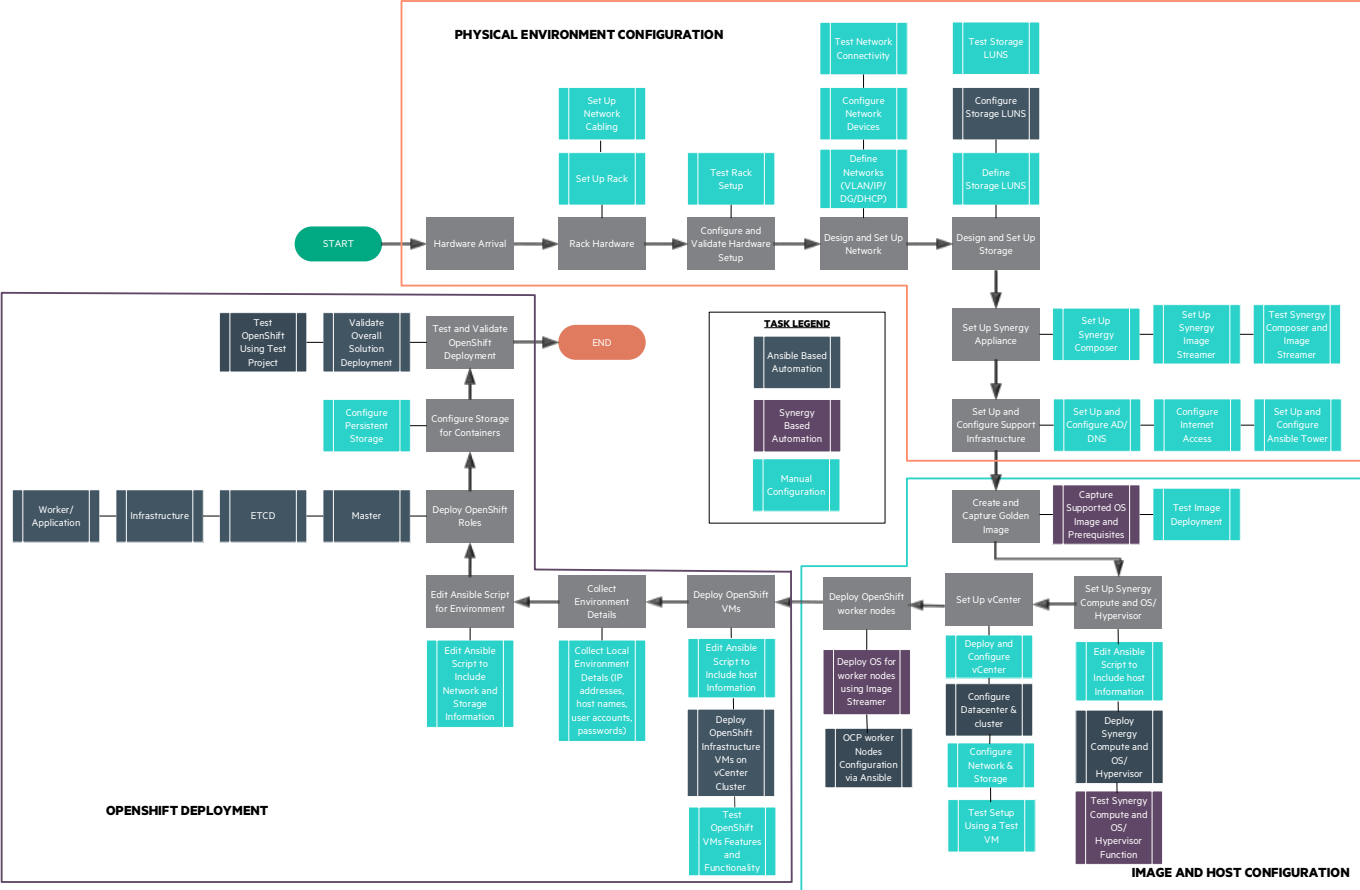 PHYSICAL ENVIRONMENT CONFIGURATION
Test Network
Connectivity
Test Storage
LUNS
Set Up
Network
Cabling
Configure
Network
Devices
Configure
Storage LUNS
Set Up Rack
Test Rack
Setup
Define
Networks
(VLAN/IP/
DG/DHCP)
Define
Storage LUNS
START
Hardware Arrival
Rack Hardware
Configure and
Validate Hardware
Setup
Design and Set Up
Network
Design and Set Up
Storage
Test
OpenShift
Using Test
Project
Validate
Overall
Solution
Deployment
Test and Validate
OpenShift
Deployment
END
TASK LEGEND
Ansible Based
Automation
Synergy
Based
Automation
Manual
Configuration
Set Up Synergy
Appliance
Set Up
Synergy
Composer
Set Up
Synergy
Image
Streamer
Test Synergy
Composer and
Image
Streamer
Configure
Persistent
Storage
Configure Storage
for Containers
Set Up and
Configure Support
Infrastructure
Set Up and
Configure AD/
DNS
Configure
Internet
Access
Set Up and
Configure
Ansible Tower
Worker/
Application
Infrastructure
ETCD
Master
Deploy OpenShift
Roles
Create and
Capture Golden
Image
Capture
Supported OS
Image and
Prerequisites
Test Image
Deployment
Edit Ansible Script
for Environment
Collect
Environment
Details
Deploy OpenShift
VMs
Deploy OpenShift
worker nodes
Set Up vCenter
Set Up Synergy
Compute and OS/
Hypervisor
Edit Ansible
Script to
Include
Network and
Storage
Information
Collect Local
Environment
Detals (IP
addresses,
host names,
user accounts,
passwords)
Edit Ansible
Script to
Include host
Information
Deploy OS for
worker nodes
using Image
Streamer
Deploy and
Configure
vCenter
Edit Ansible
Script to
Include host
Information
Deploy
OpenShift
Infrastructure
VMs on
vCenter
Cluster
OCP worker
Nodes
Configuration
via Ansible
Configure
Datacenter &
cluster
Deploy
Synergy
Compute and
OS/
Hypervisor
Configure
Network &
Storage
Test
OpenShift
VMs Features
and
Functionality
Test Setup
Using a Test
VM
Test Synergy
Compute and
OS/
Hypervisor
Function
OPENSHIFT DEPLOYMENT
IMAGE AND HOST CONFIGURATION